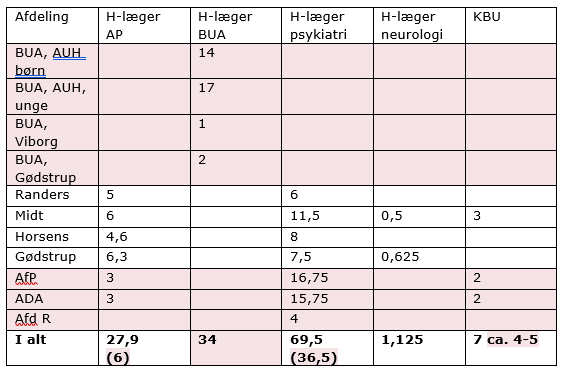 Afdeling H-læger AP H-læger BUA H-læger psykiatri H-læger neurologi KBU
BUA, AUH børn 14
BUA, AUH, unge 17
BUA, Viborg 1
BUA, Gødstrup 2
Randers 5 6
Midt 6 11,5 0,5 3
Horsens 4,6 8
Gødstrup 6,3 7,5 0,625
AfP 3 16,75 2
ADA 3 15,75 2
Afd R 4
I alt 27,9 (6) 34 69,5 (36,5) 1,125 7 ca. 4-5